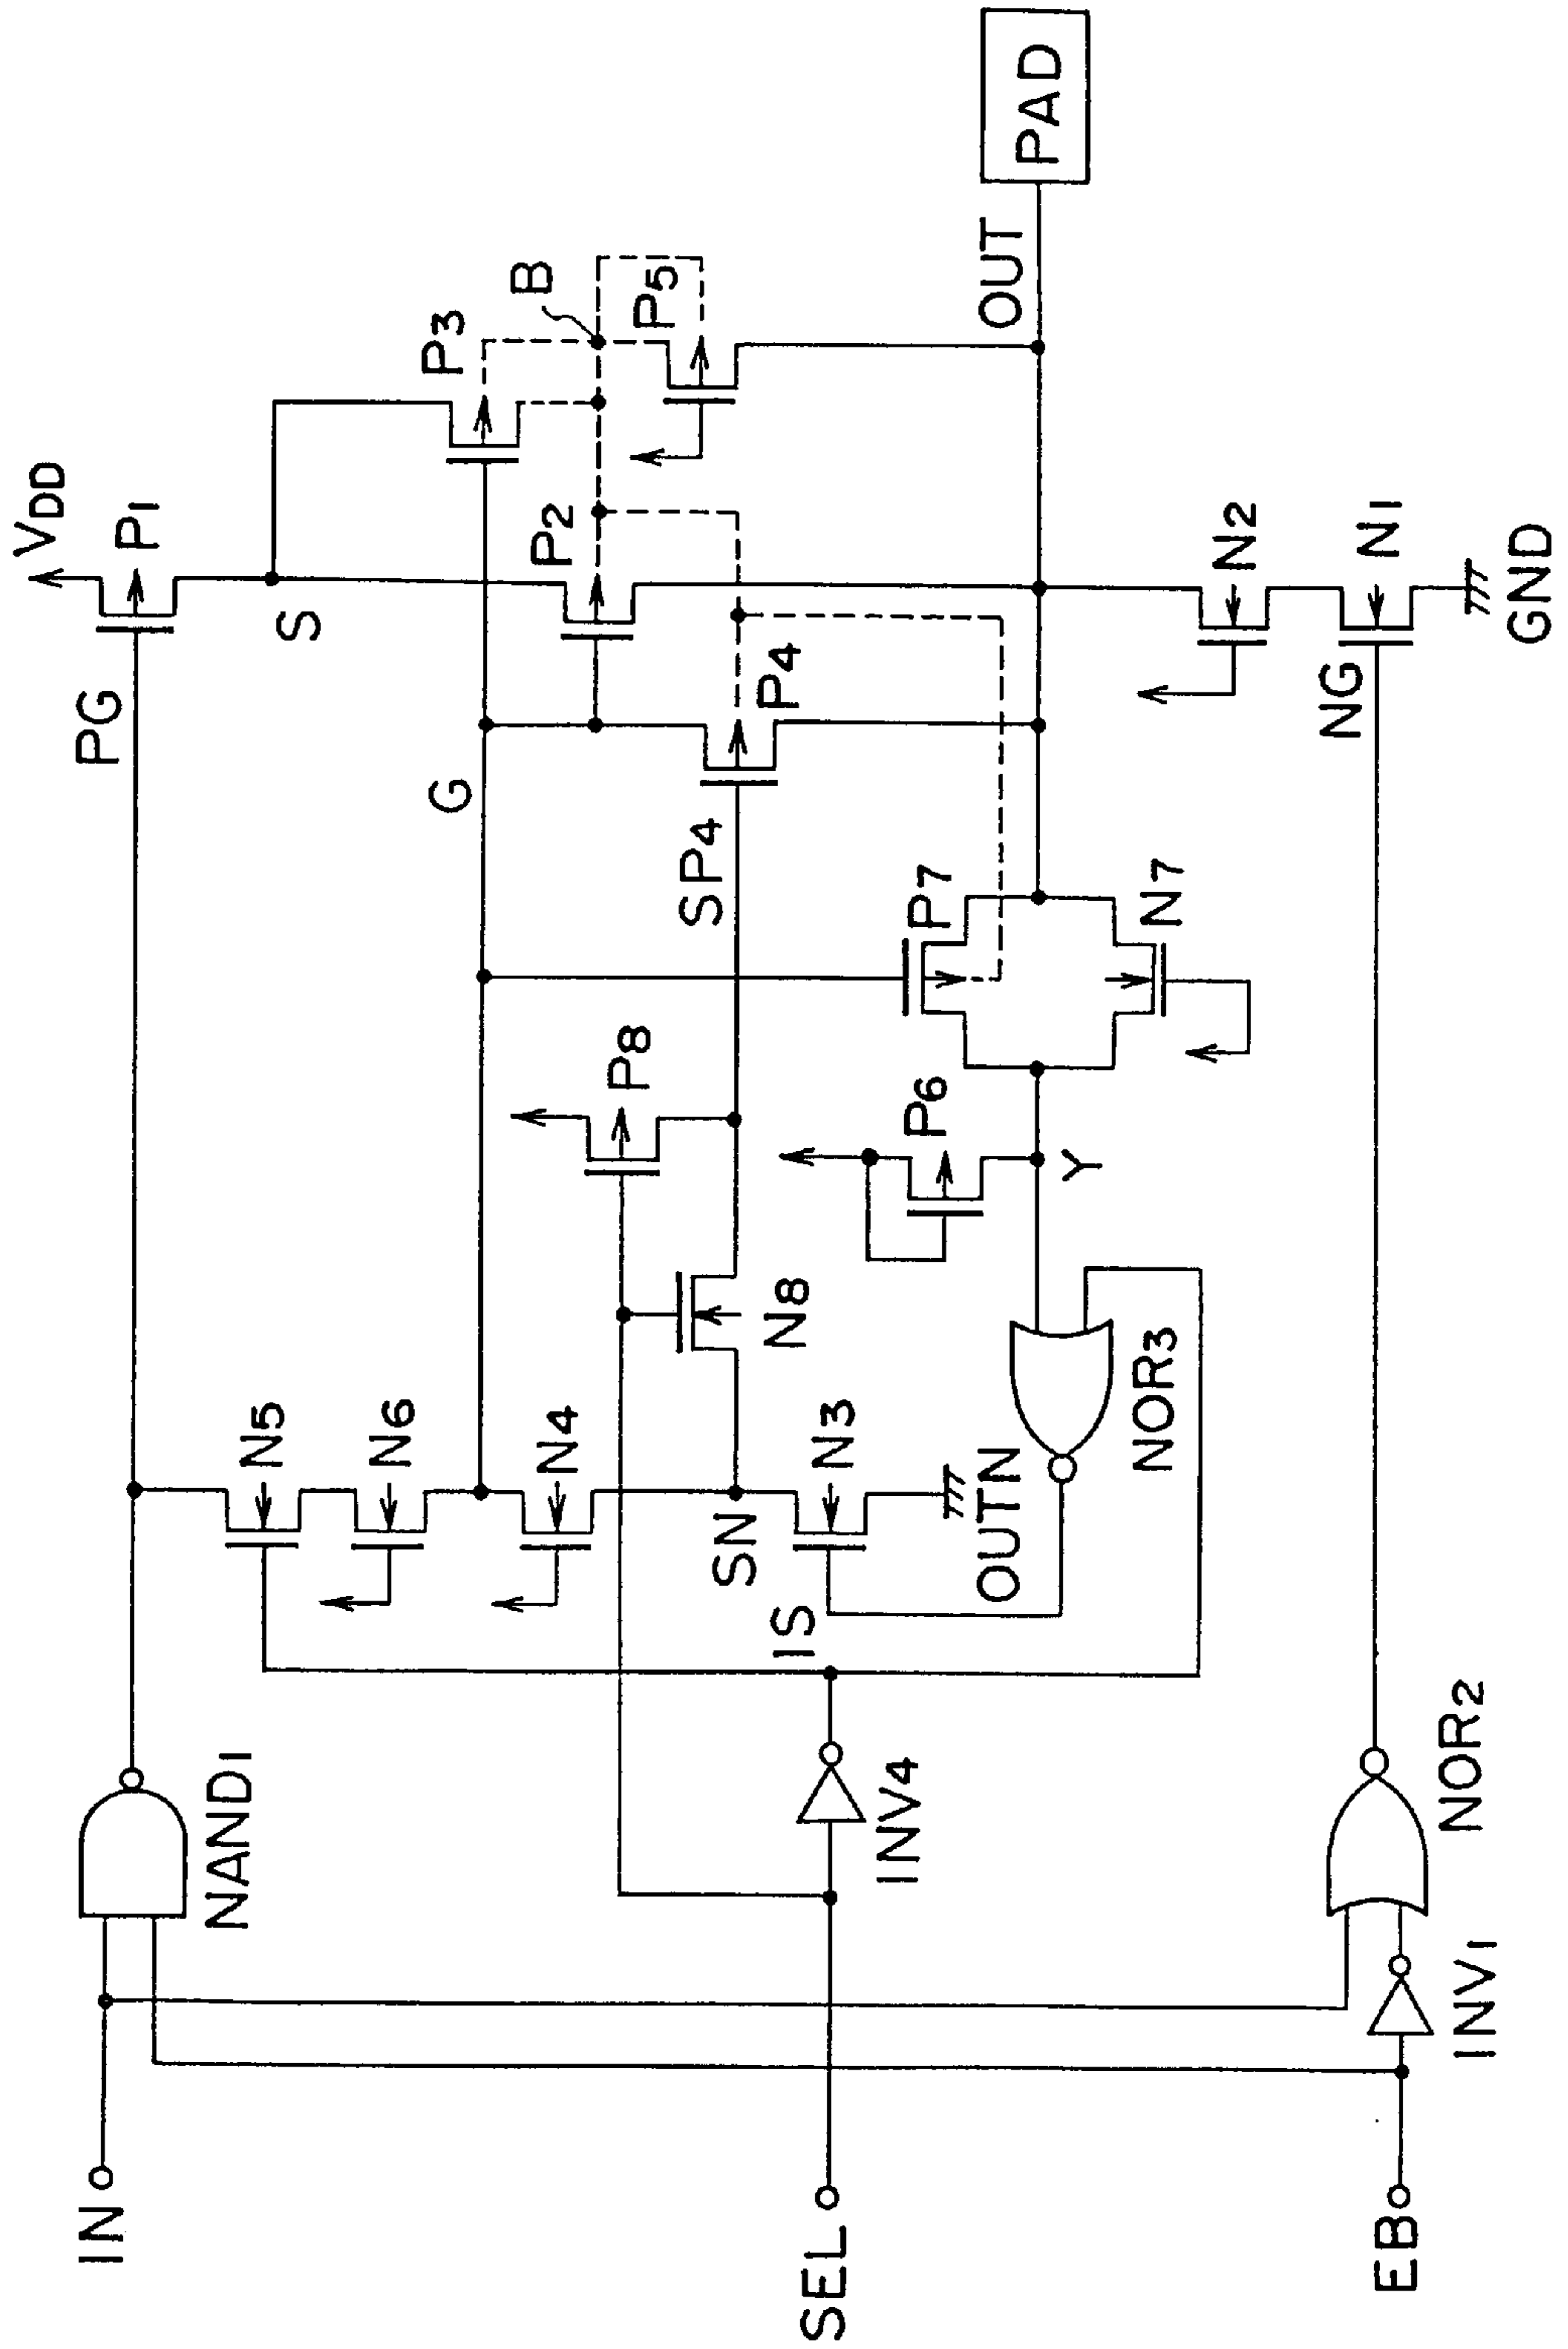 IN
SEL
EB
NAND1
INV4
INV1
NOR2
IS
SN
OUTN
N5
N6
N4
N3
NOR3
N8
P8
P6
Y
P7
N7
SP4
G
PG
P4
NG
S
VDD
P1
P2
N2
N1
GND
P3
B
P5
OUT
PAD